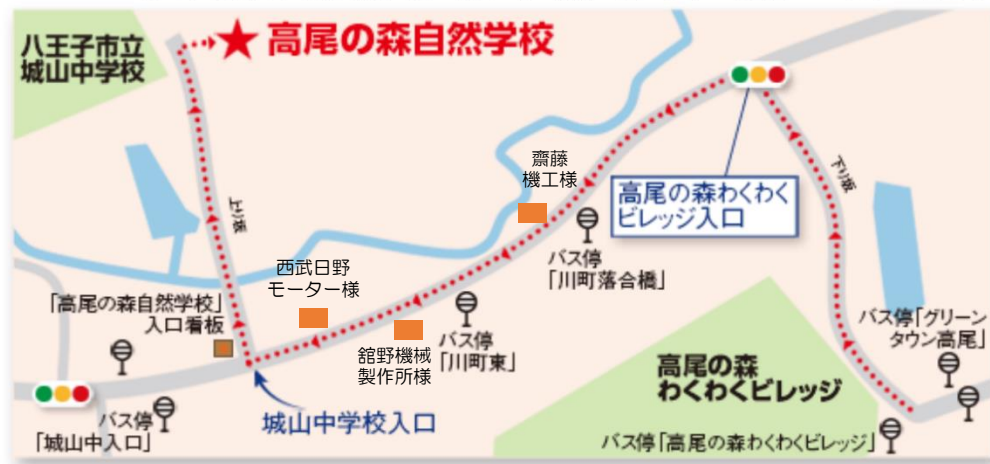 八王子市立
城山中学校
高尾の森自然学校
齋藤
機工様
高尾の森わくわく
ビレッジ入口
下り坂
上り坂
バス停
「川町落合橋」
西武日野
モーター様
「高尾の森自然学校」
入口看板
舘野機械
製作所様
バス停
「川町東」
バス停「グリーン
タウン高尾」
高尾の森
わくわくビレッジ
城山中学校入口
バス停
「城山中入口」
バス停「高尾の森わくわくビレッジ」